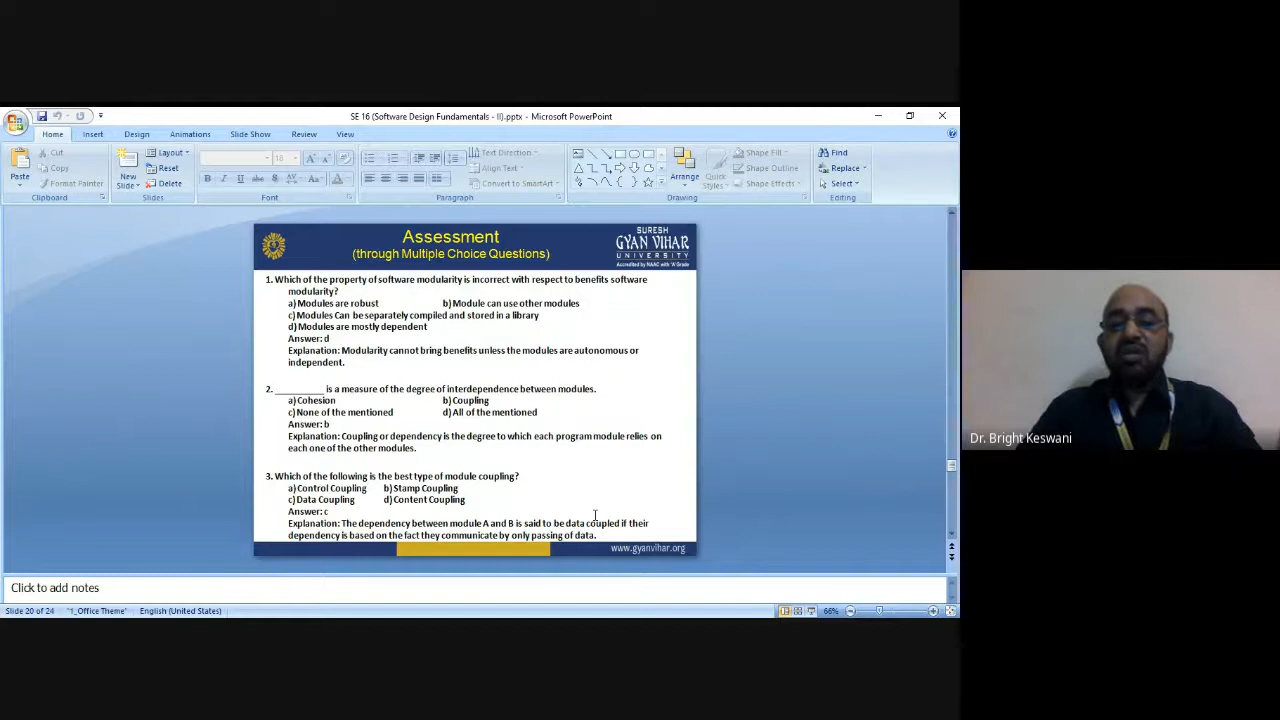 SE 16 (Software Design Fundamentals - II).pptx - Microsoft PowerPoint
Home Insert Design Animations Slide Show Review View
Paste
Cut
Copy
Format Painter
Clipboard
New
Slide
Layout
Reset
Delete
Slides
18
B I U abc S AV Aa A
Font
Text Direction
Align Text
Convert to SmartArt
Paragraph
Arrange
Quick
Styles
Shape Fill
Shape Outline
Shape Effects
Drawing
Find
Replace
Select
Editing
Assessment
(through Multiple Choice Questions)
SURESH
GYAN VIHAR
UNIVERSITY
Accredited by NAAC with 'A' Grade
1. Which of the property of software modularity is incorrect with respect to benefits software
modularity?
a) Modules are robust b) Module can use other modules
c) Modules Can be separately compiled and stored in a library
d) Modules are mostly dependent
Answer: d
Explanation: Modularity cannot bring benefits unless the modules are autonomous or
independent.
2. __________ is a measure of the degree of interdependence between modules.
a) Cohesion b) Coupling
c) None of the mentioned d) All of the mentioned
Answer: b
Explanation: Coupling or dependency is the degree to which each program module relies on
each one of the other modules.
3. Which of the following is the best type of module coupling?
a) Control Coupling b) Stamp Coupling
c) Data Coupling d) Content Coupling
Answer: c
Explanation: The dependency between module A and B is said to be data coupled if their
dependency is based on the fact they communicate by only passing of data.
www.gyanvihar.org
Click to add notes
Slide 20 of 24 "1_Office Theme" English (United States) 66%
Dr. Bright Keswani